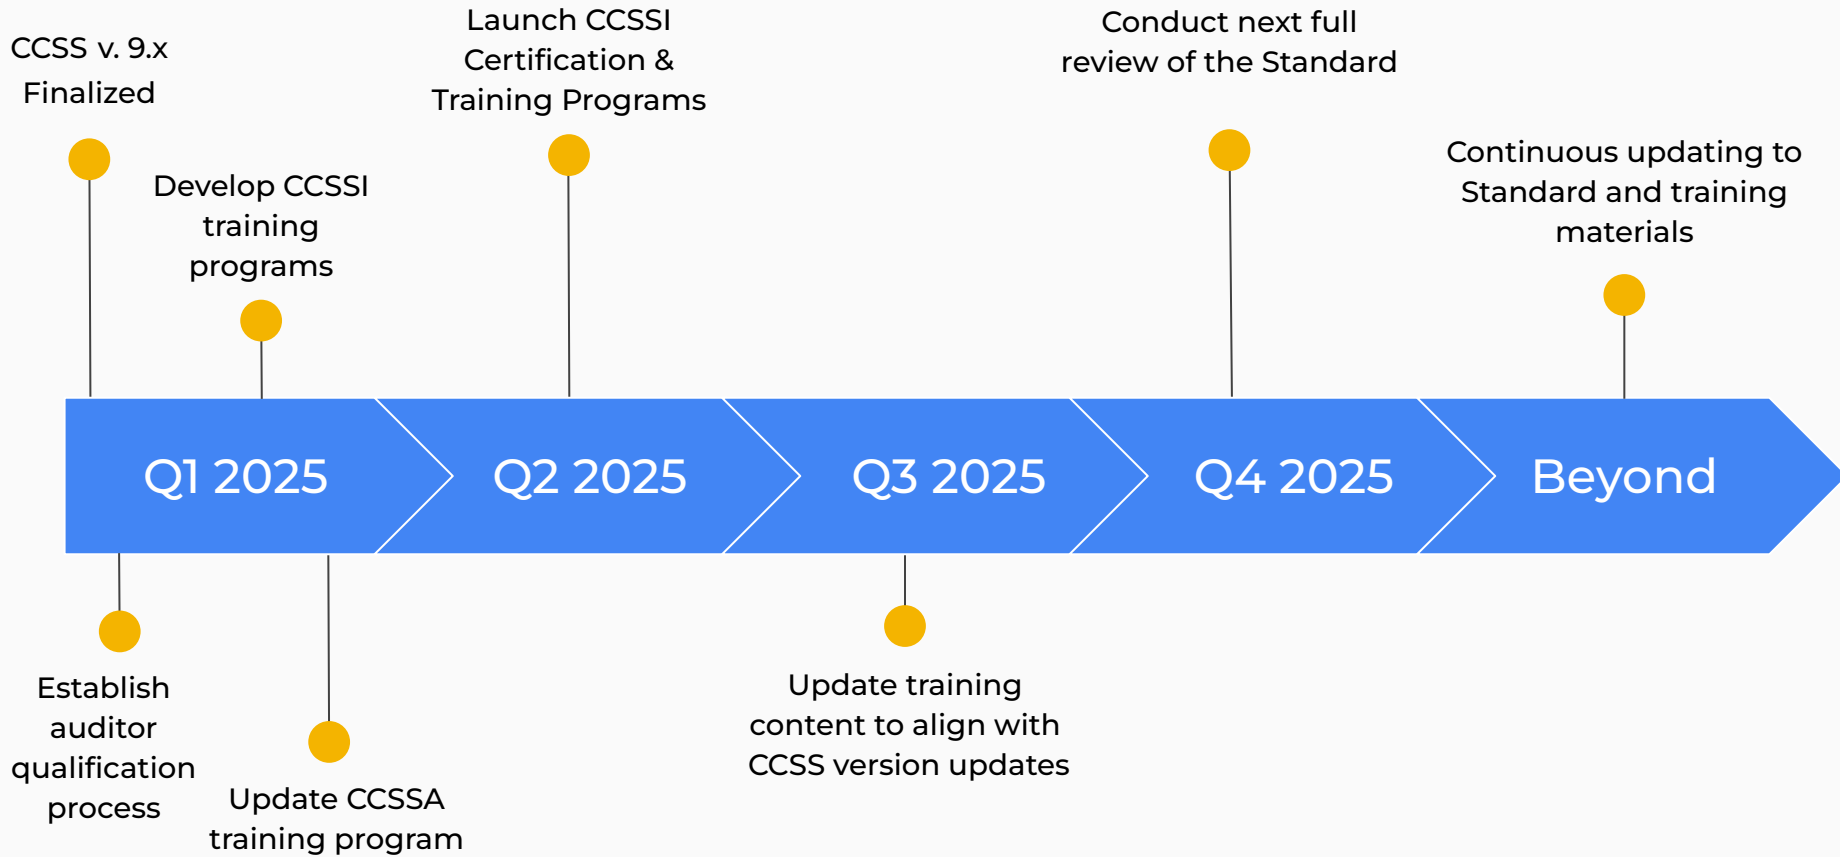 CCSS v. 9.x
Finalized
Develop CCSSI
training
programs
Launch CCSSI
Certification &
Training Programs
Conduct next full
review of the Standard
Continuous updating to
Standard and training
materials
Q1 2025
Q2 2025
Q3 2025
Q4 2025
Beyond
Establish
auditor
qualification
process
Update CCSSA
training program
Update training
content to align with
CCSS version updates